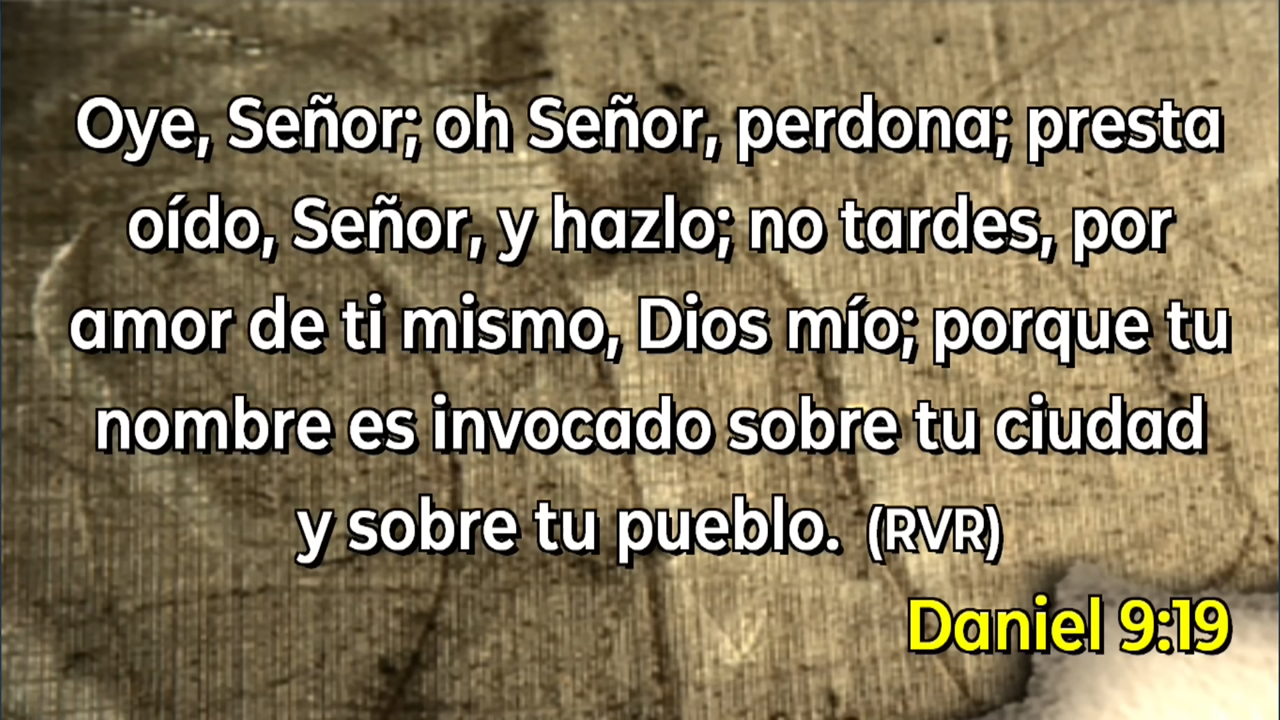 Oye, Señor; oh Señor, perdona; presta
oído, Señor, y hazlo; no tardes, por
amor de ti mismo, Dios mío; porque tu
nombre es invocado sobre tu ciudad
y sobre tu pueblo. (RVR)
Daniel 9:19